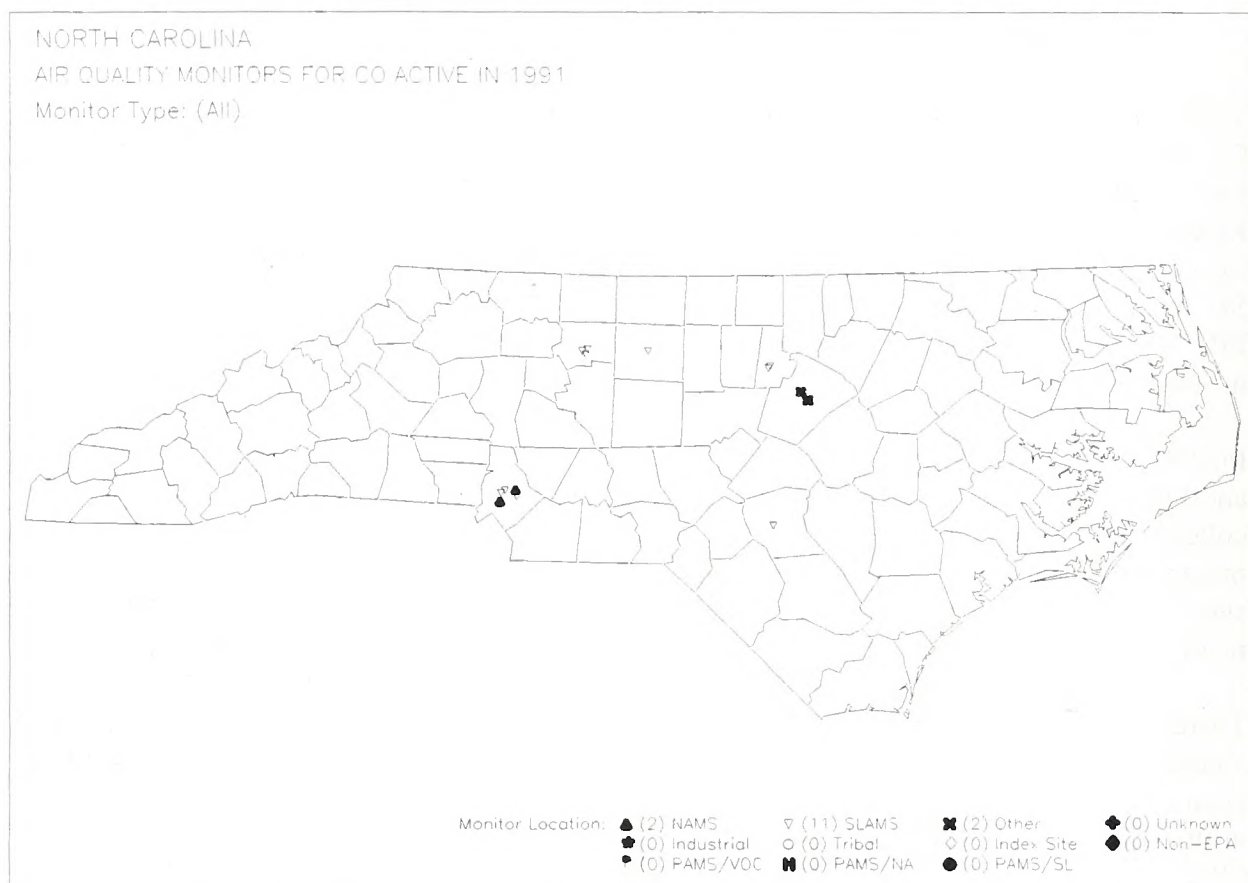 NORTH CAROLINA
AIR QUALITY MONITORS FOR CO ACTIVE IN 1991
Monitor Type: (All)
Monitor Location: (2) NAMS (11) SLAMS (2) Other (0) Unknown
(0) Industrial (0) Tribal (0) Index Site (0) Non-EPA
(0) PAMS/VOC (0) PAMS/NA (0) PAMS/SL